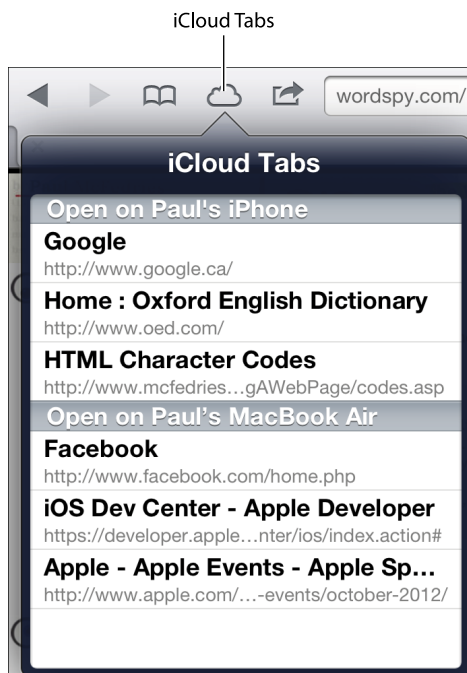 iCloud Tabs
wordspy.com/
iCloud Tabs
Open on Paul's iPhone
Google
http://www.google.ca/
Home : Oxford English Dictionary
http://www.oed.com/
HTML Character Codes
http://www.mcfedries…gAWebPage/codes.asp
Open on Paul’s MacBook Air
Facebook
http://www.facebook.com/home.php
iOS Dev Center - Apple Developer
https://developer.apple…nter/ios/index.action#
Apple - Apple Events - Apple Sp…
http://www.apple.com/…-events/october-2012/